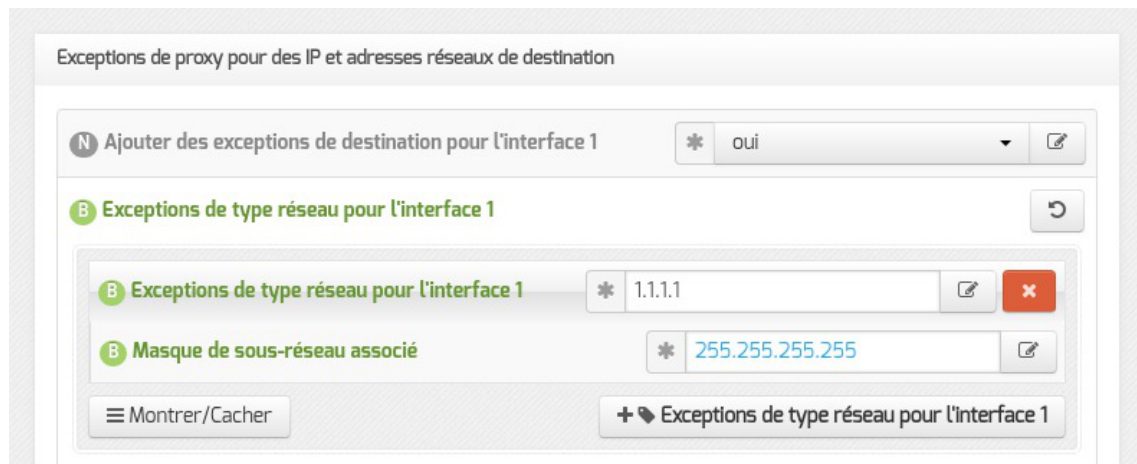 Exceptions de proxy pour des IP et adresses réseaux de destination
N Ajouter des exceptions de destination pour l'interface 1 * oui
B Exceptions de type réseau pour l'interface 1
B Exceptions de type réseau pour l'interface 1 * 1.1.1.1
B Masque de sous-réseau associé * 255.255.255.255
Montrer/Cacher + Exceptions de type réseau pour l'interface 1